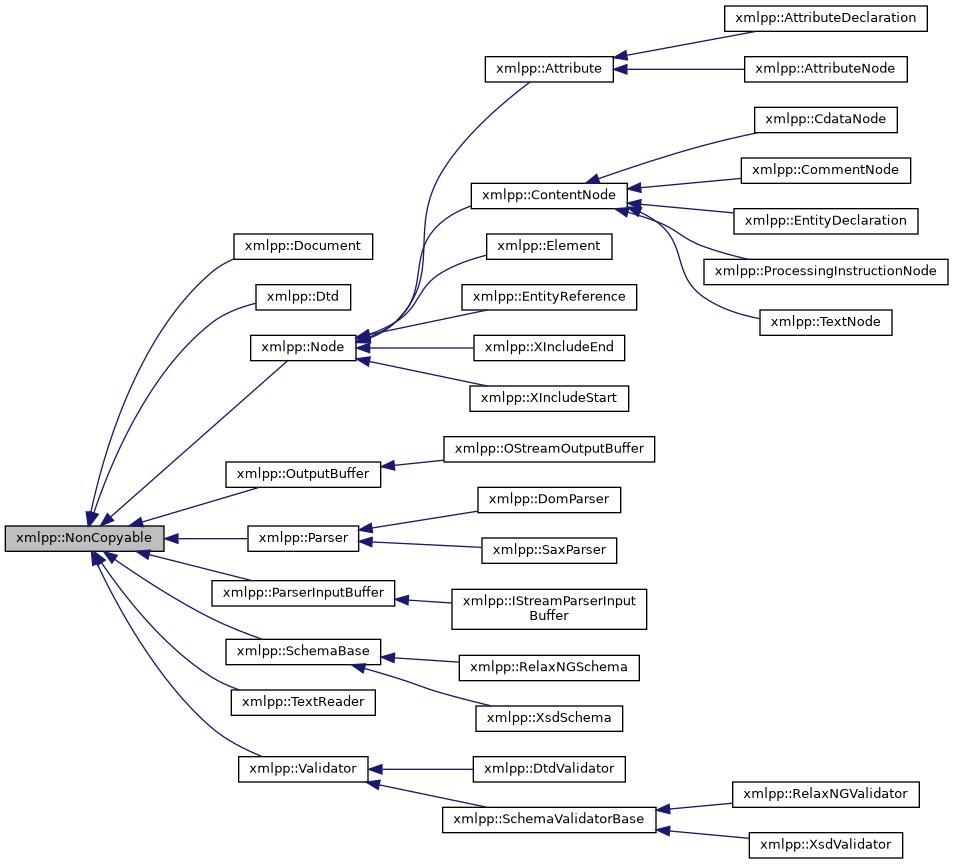 xmlpp::AttributeDeclaration
xmlpp::Attribute
xmlpp::AttributeNode
xmlpp::CdataNode
xmlpp::CommentNode
xmlpp::ContentNode
xmlpp::EntityDeclaration
xmlpp::Document
xmlpp::Element
xmlpp::ProcessingInstructionNode
xmlpp::Dtd
xmlpp::EntityReference
xmlpp::TextNode
xmlpp::Node
xmlpp::XIncludeEnd
xmlpp::XIncludeStart
xmlpp::OStreamOutputBuffer
xmlpp::OutputBuffer
xmlpp::DomParser
xmlpp::NonCopyable
xmlpp::Parser
xmlpp::SaxParser
xmlpp::ParserInputBuffer
xmlpp::IStreamParserInput
Buffer
xmlpp::SchemaBase
xmlpp::RelaxNGSchema
xmlpp::TextReader
xmlpp::XsdSchema
xmlpp::Validator
xmlpp::DtdValidator
xmlpp::RelaxNGValidator
xmlpp::SchemaValidatorBase
xmlpp::XsdValidator